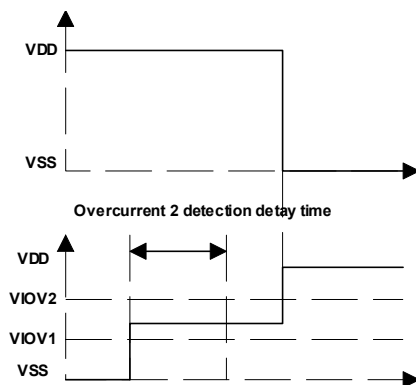 VDD
VSS
Overcurrent 2 detection detay time
VDD
VIOV2
VIOV1
VSS